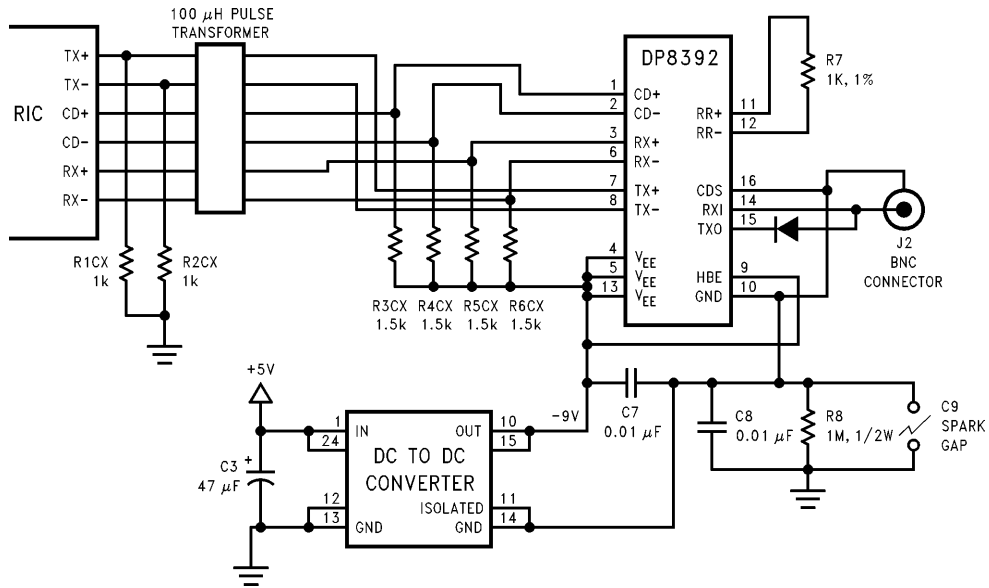 100 μH PULSE
TRANSFORMER
RIC
TX+
TX-
CD+
CD-
RX+
RX-
R1CX
1k
R2CX
1k
R3CX
1.5k
R4CX
1.5k
R5CX
1.5k
R6CX
1.5k
DP8392
1 CD+
2 CD-
3 RX+
6 RX-
7 TX+
8 TX-
4 VEE
5 VEE
13 VEE
RR+ 11
RR- 12
CDS 16
RXI 14
TXO 15
HBE 9
GND 10
R7
1K, 1%
J2
BNC
CONNECTOR
+5V
C3 +
47 μF
1 IN
24
12
13 GND
DC TO DC
CONVERTER
OUT 10
15
ISOLATED 11
GND 14
-9V
C7
0.01 μF
C8
0.01 μF
R8
1M, 1/2W
C9
SPARK
GAP